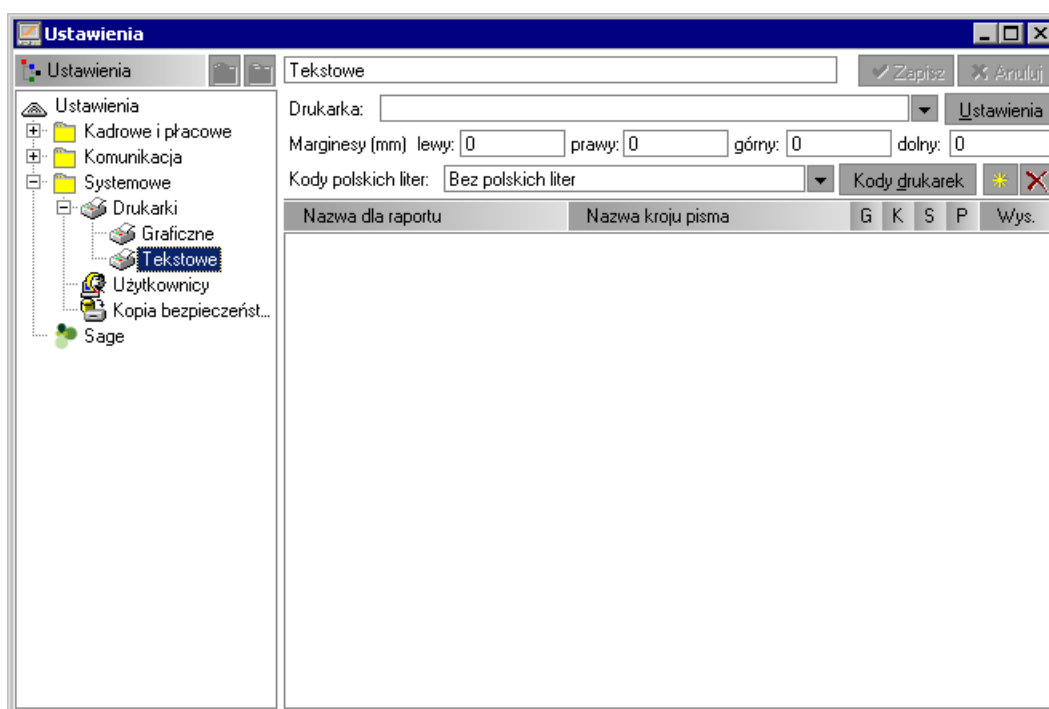 Ustawienia
Ustawienia
Tekstowe
Zapisz
Anuluj
Ustawienia
Kadrowe i płacowe
Komunikacja
Systemowe
Drukarki
Graficzne
Tekstowe
Użytkownicy
Kopia bezpieczeńst...
Sage
Drukarka:
Ustawienia
Marginesy (mm) lewy: 0 prawy: 0 górny: 0 dolny: 0
Kody polskich liter: Bez polskich liter Kody drukarek
Nazwa dla raportu Nazwa kroju pisma G K S P Wys.